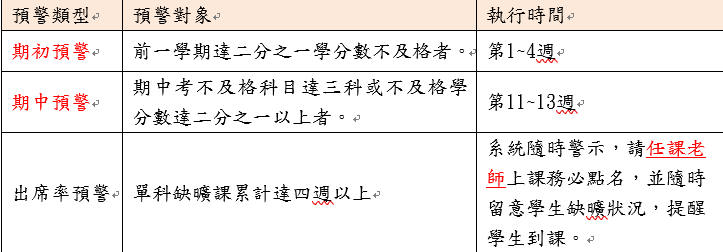 預警類型 預警對象 執行時間
期初預警 前一學期達二分之一學分數不及格者。 第1~4週
期中預警 期中考不及格科目達三科或不及格學
分數達二分之一以上者。 第11~13週
出席率預警 單科缺曠課累計達四週以上 系統隨時警示，請任課老
師上課務必點名，並隨時
留意學生缺曠狀況，提醒
學生到課。